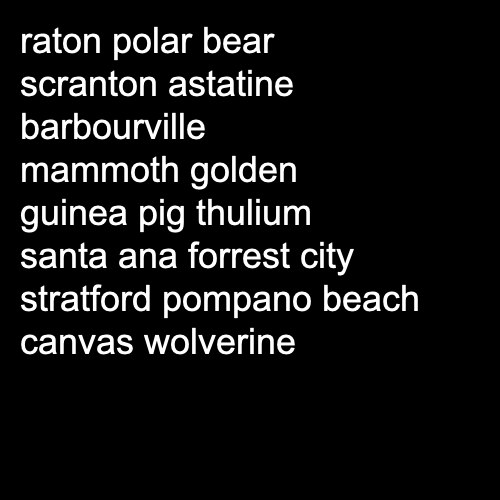 raton polar bear
scranton astatine
barbourville
mammoth golden
guinea pig thulium
santa ana forrest city
stratford pompano beach
canvas wolverine